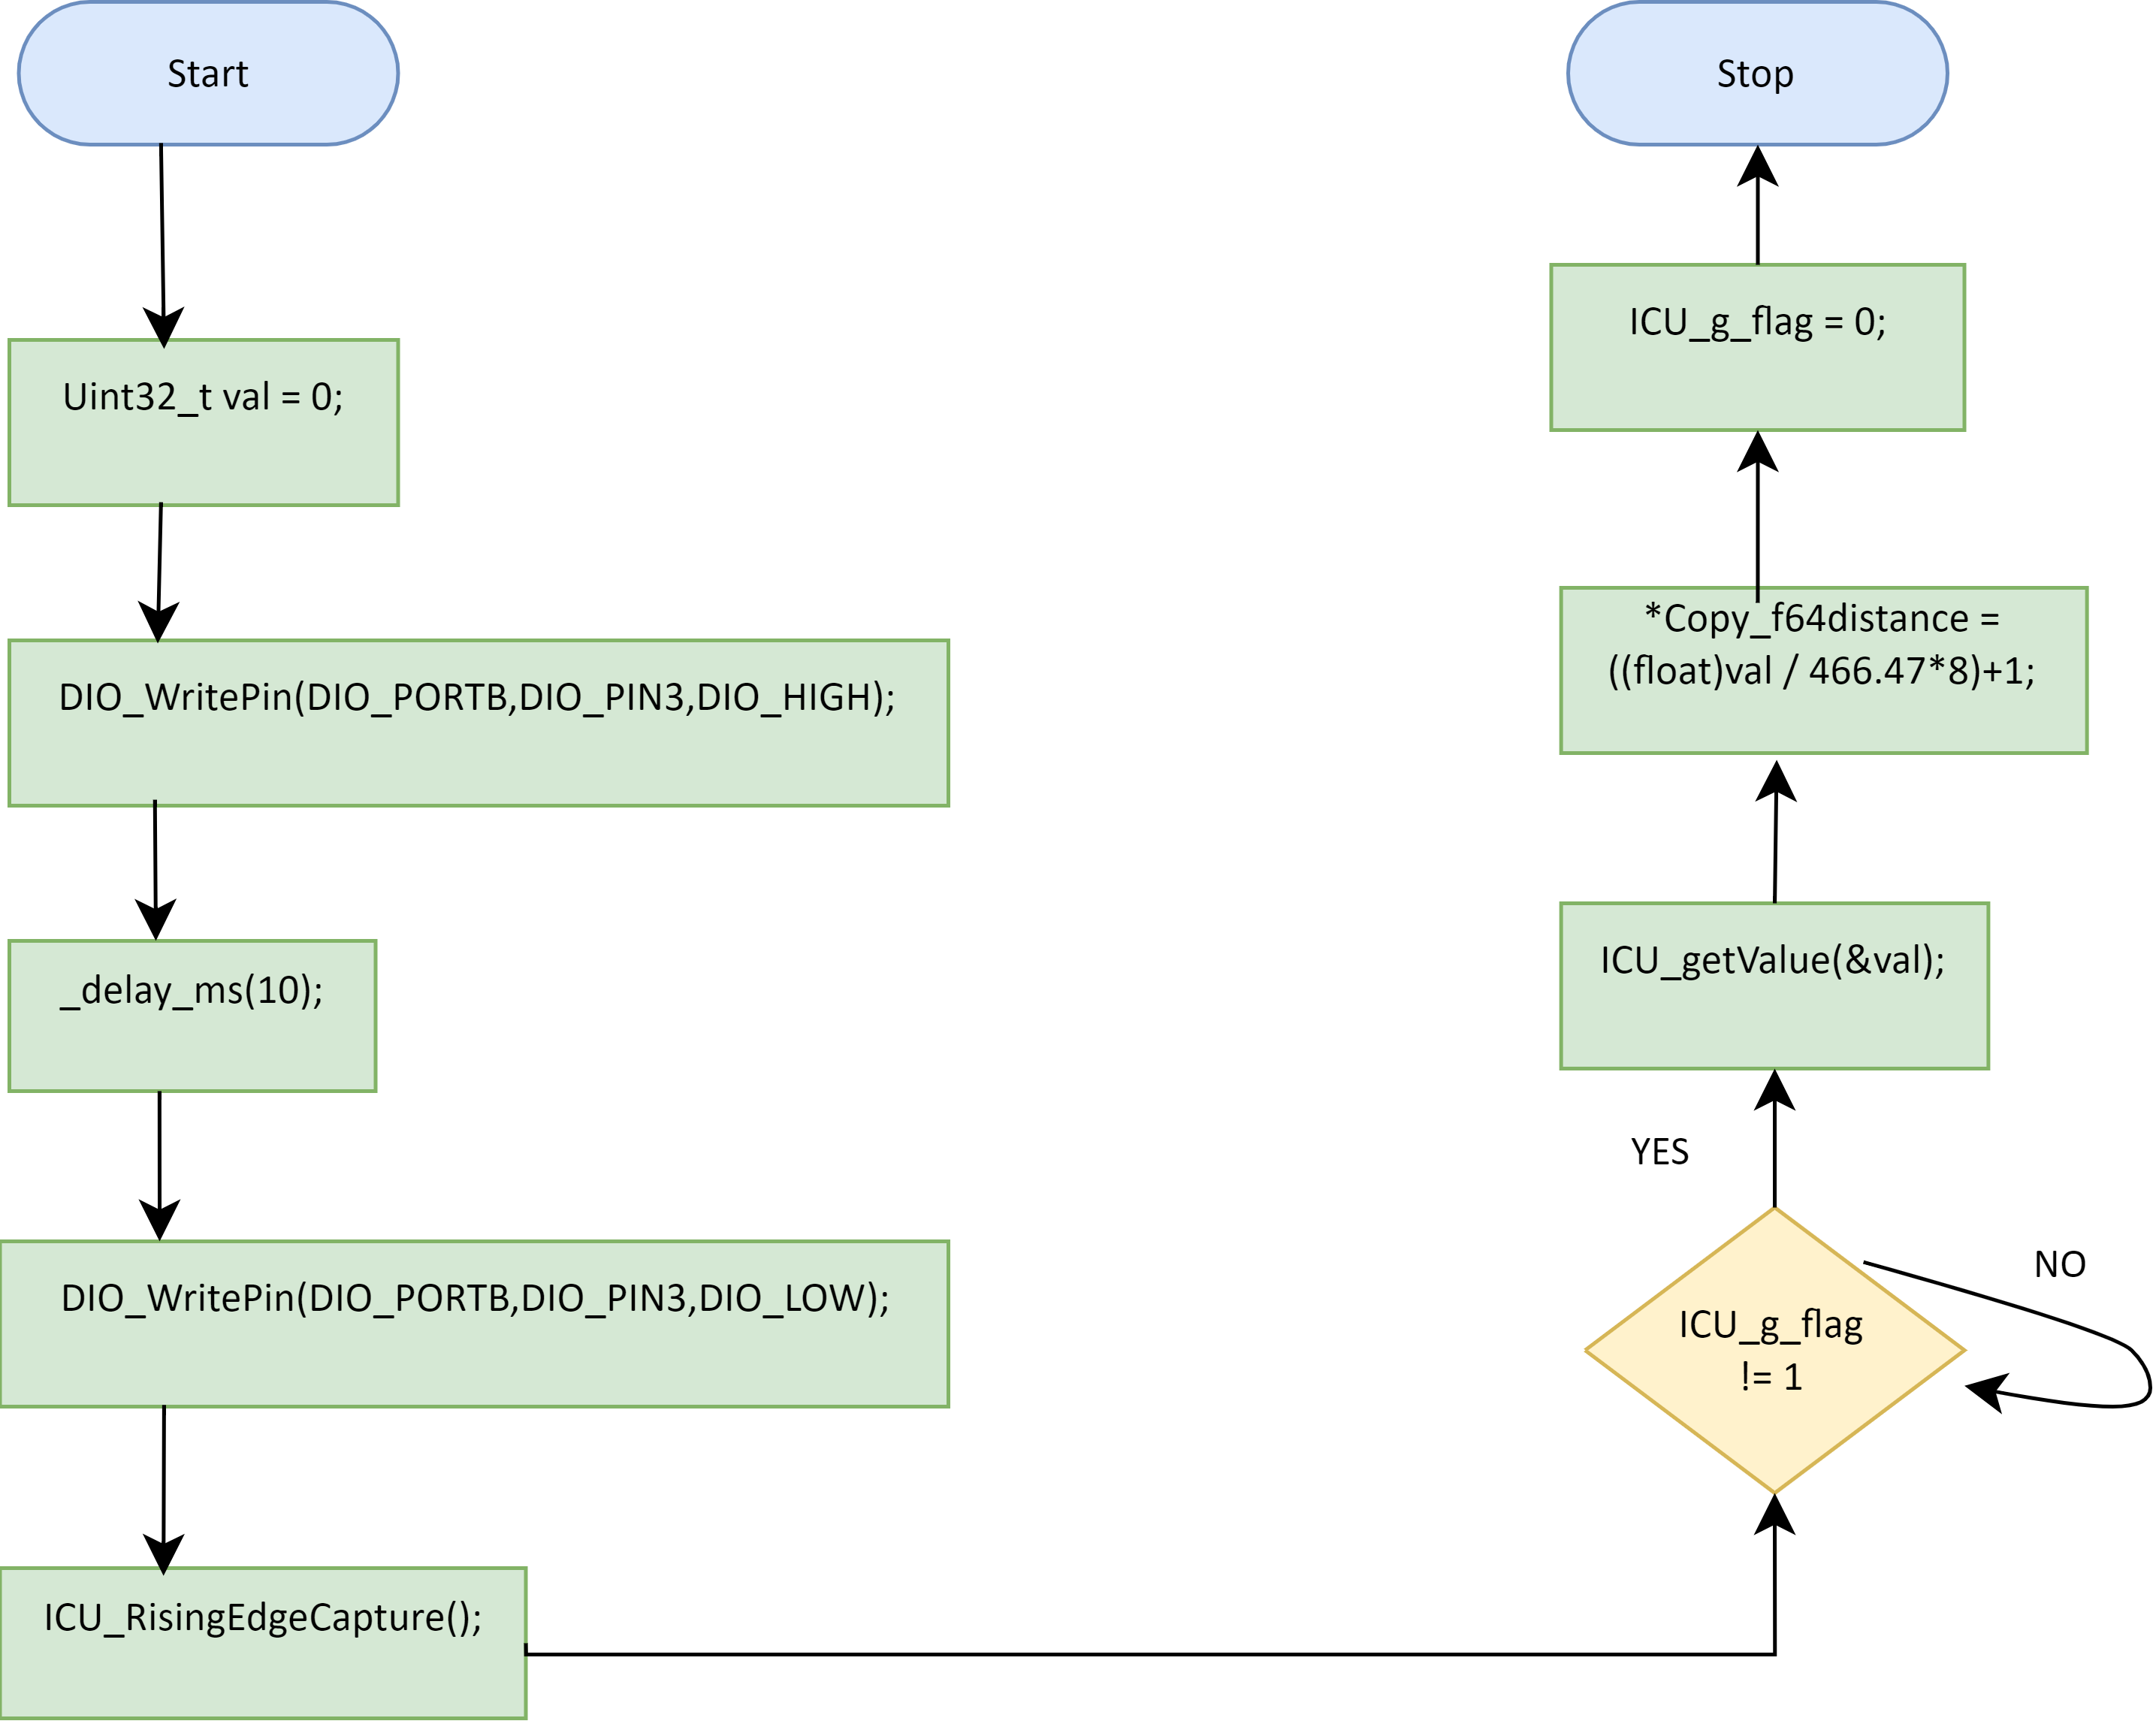 Start
Uint32_t val = 0;
DIO_WritePin(DIO_PORTB,DIO_PIN3,DIO_HIGH);
_delay_ms(10);
DIO_WritePin(DIO_PORTB,DIO_PIN3,DIO_LOW);
ICU_RisingEdgeCapture();
ICU_g_flag
!= 1
NO
YES
ICU_getValue(&val);
*Copy_f64distance =
((float)val / 466.47*8)+1;
ICU_g_flag = 0;
Stop